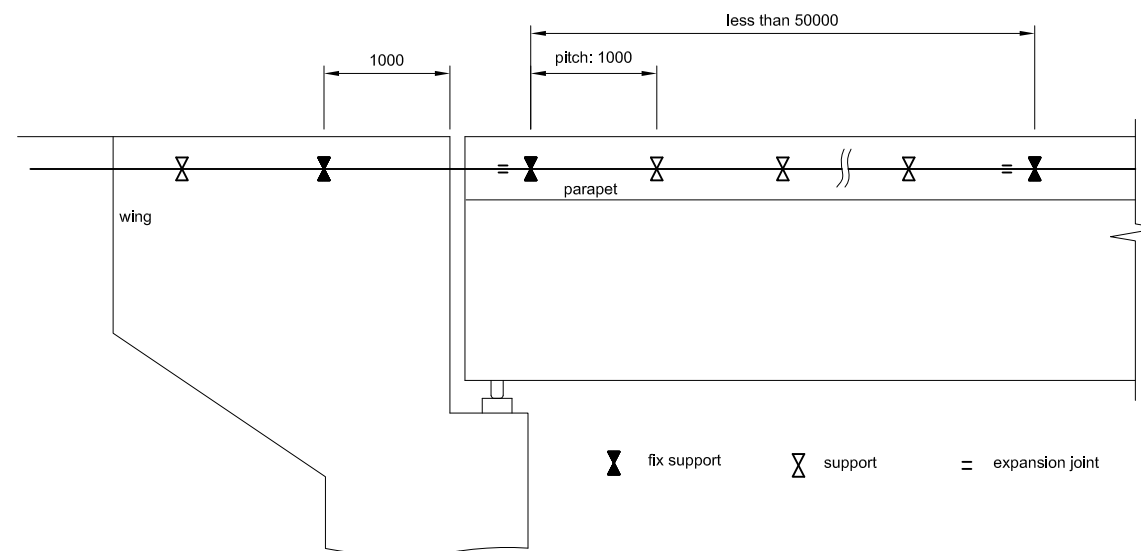 less than 50000
1000
pitch: 1000
parapet
wing
fix support
support
expansion joint